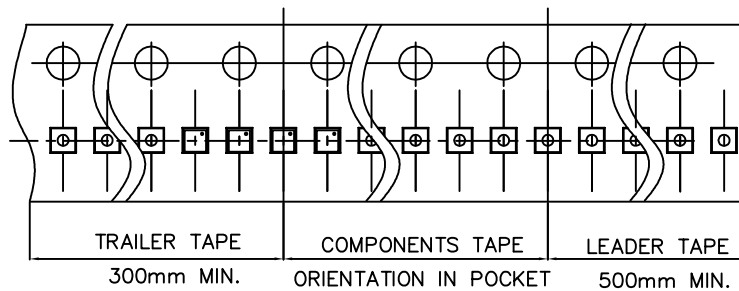 TRAILER TAPE
300mm MIN.
COMPONENTS TAPE
ORIENTATION IN POCKET
LEADER TAPE
500mm MIN.